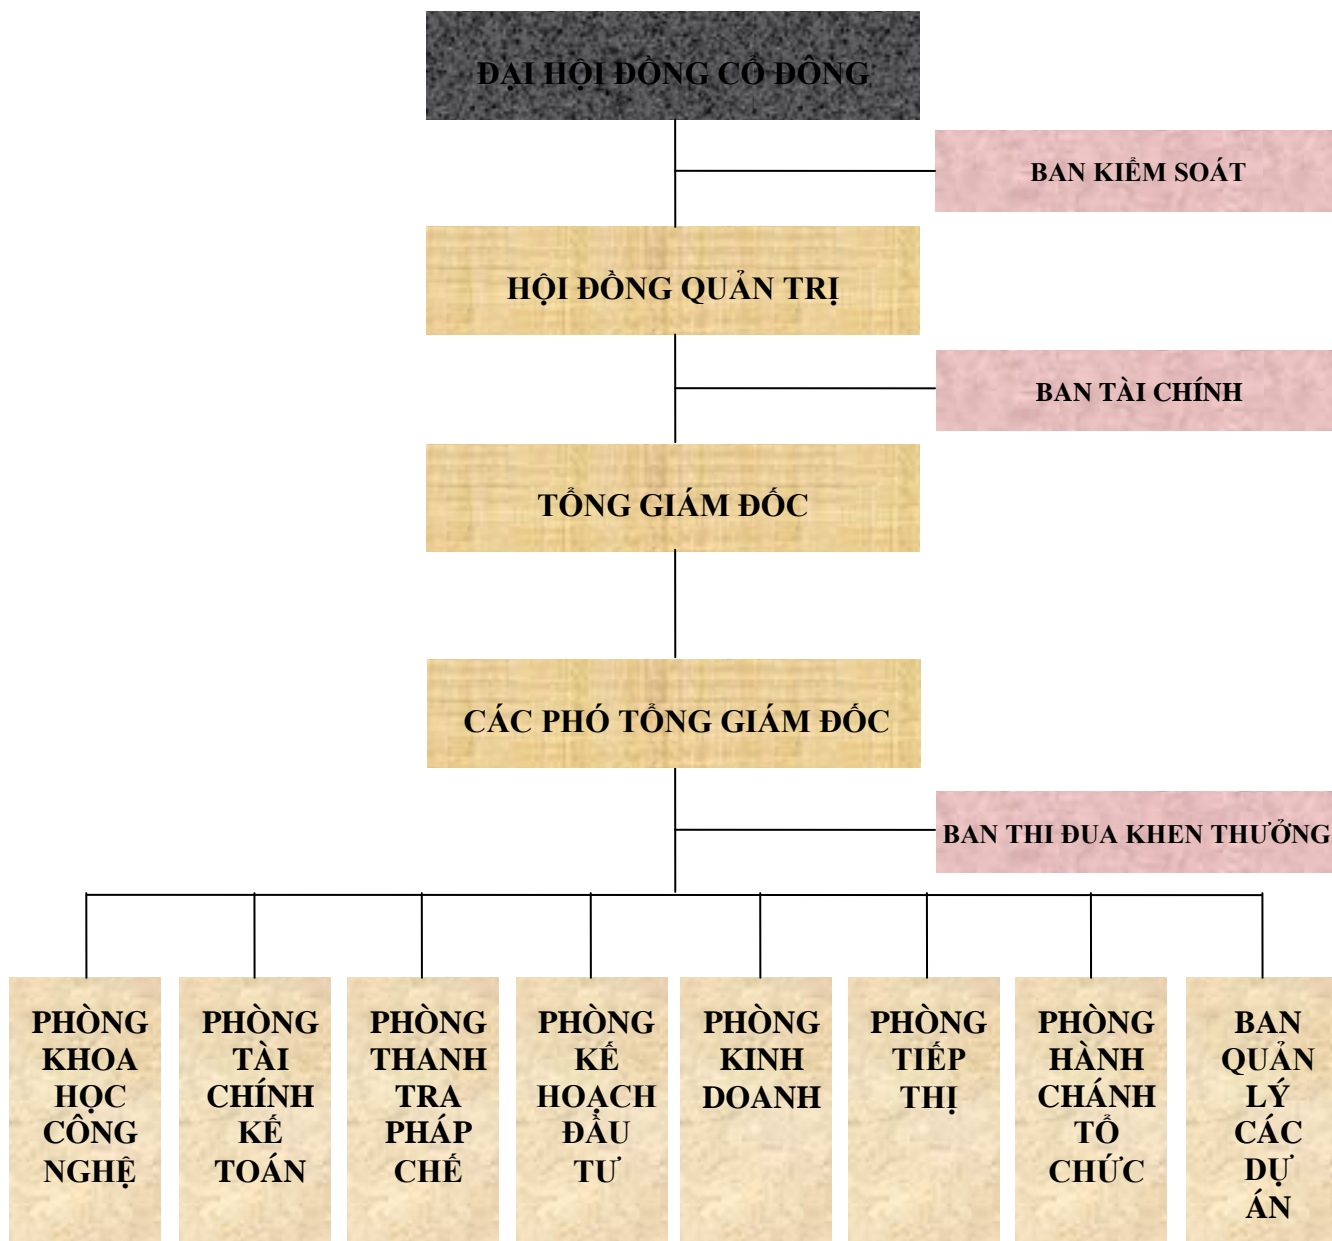 ĐẠI HỘI ĐỒNG CỔ ĐÔNG
BAN KIỂM SOÁT
HỘI ĐỒNG QUẢN TRỊ
BAN TÀI CHÍNH
TỔNG GIÁM ĐỐC
CÁC PHÓ TỔNG GIÁM ĐỐC
BAN THI ĐUA KHEN THƯỞNG
PHÒNG
KHOA
HỌC
CÔNG
NGHỆ
PHÒNG
TÀI
CHÍNH
KẾ
TOÁN
PHÒNG
THANH
TRA
PHÁP
CHẾ
PHÒNG
KẾ
HOẠCH
ĐẦU
TƯ
PHÒNG
KINH
DOANH
PHÒNG
TIẾP
THỊ
PHÒNG
HÀNH
CHÁNH
TỔ
CHỨC
BAN
QUẢN
LÝ
CÁC
DỰ
ÁN